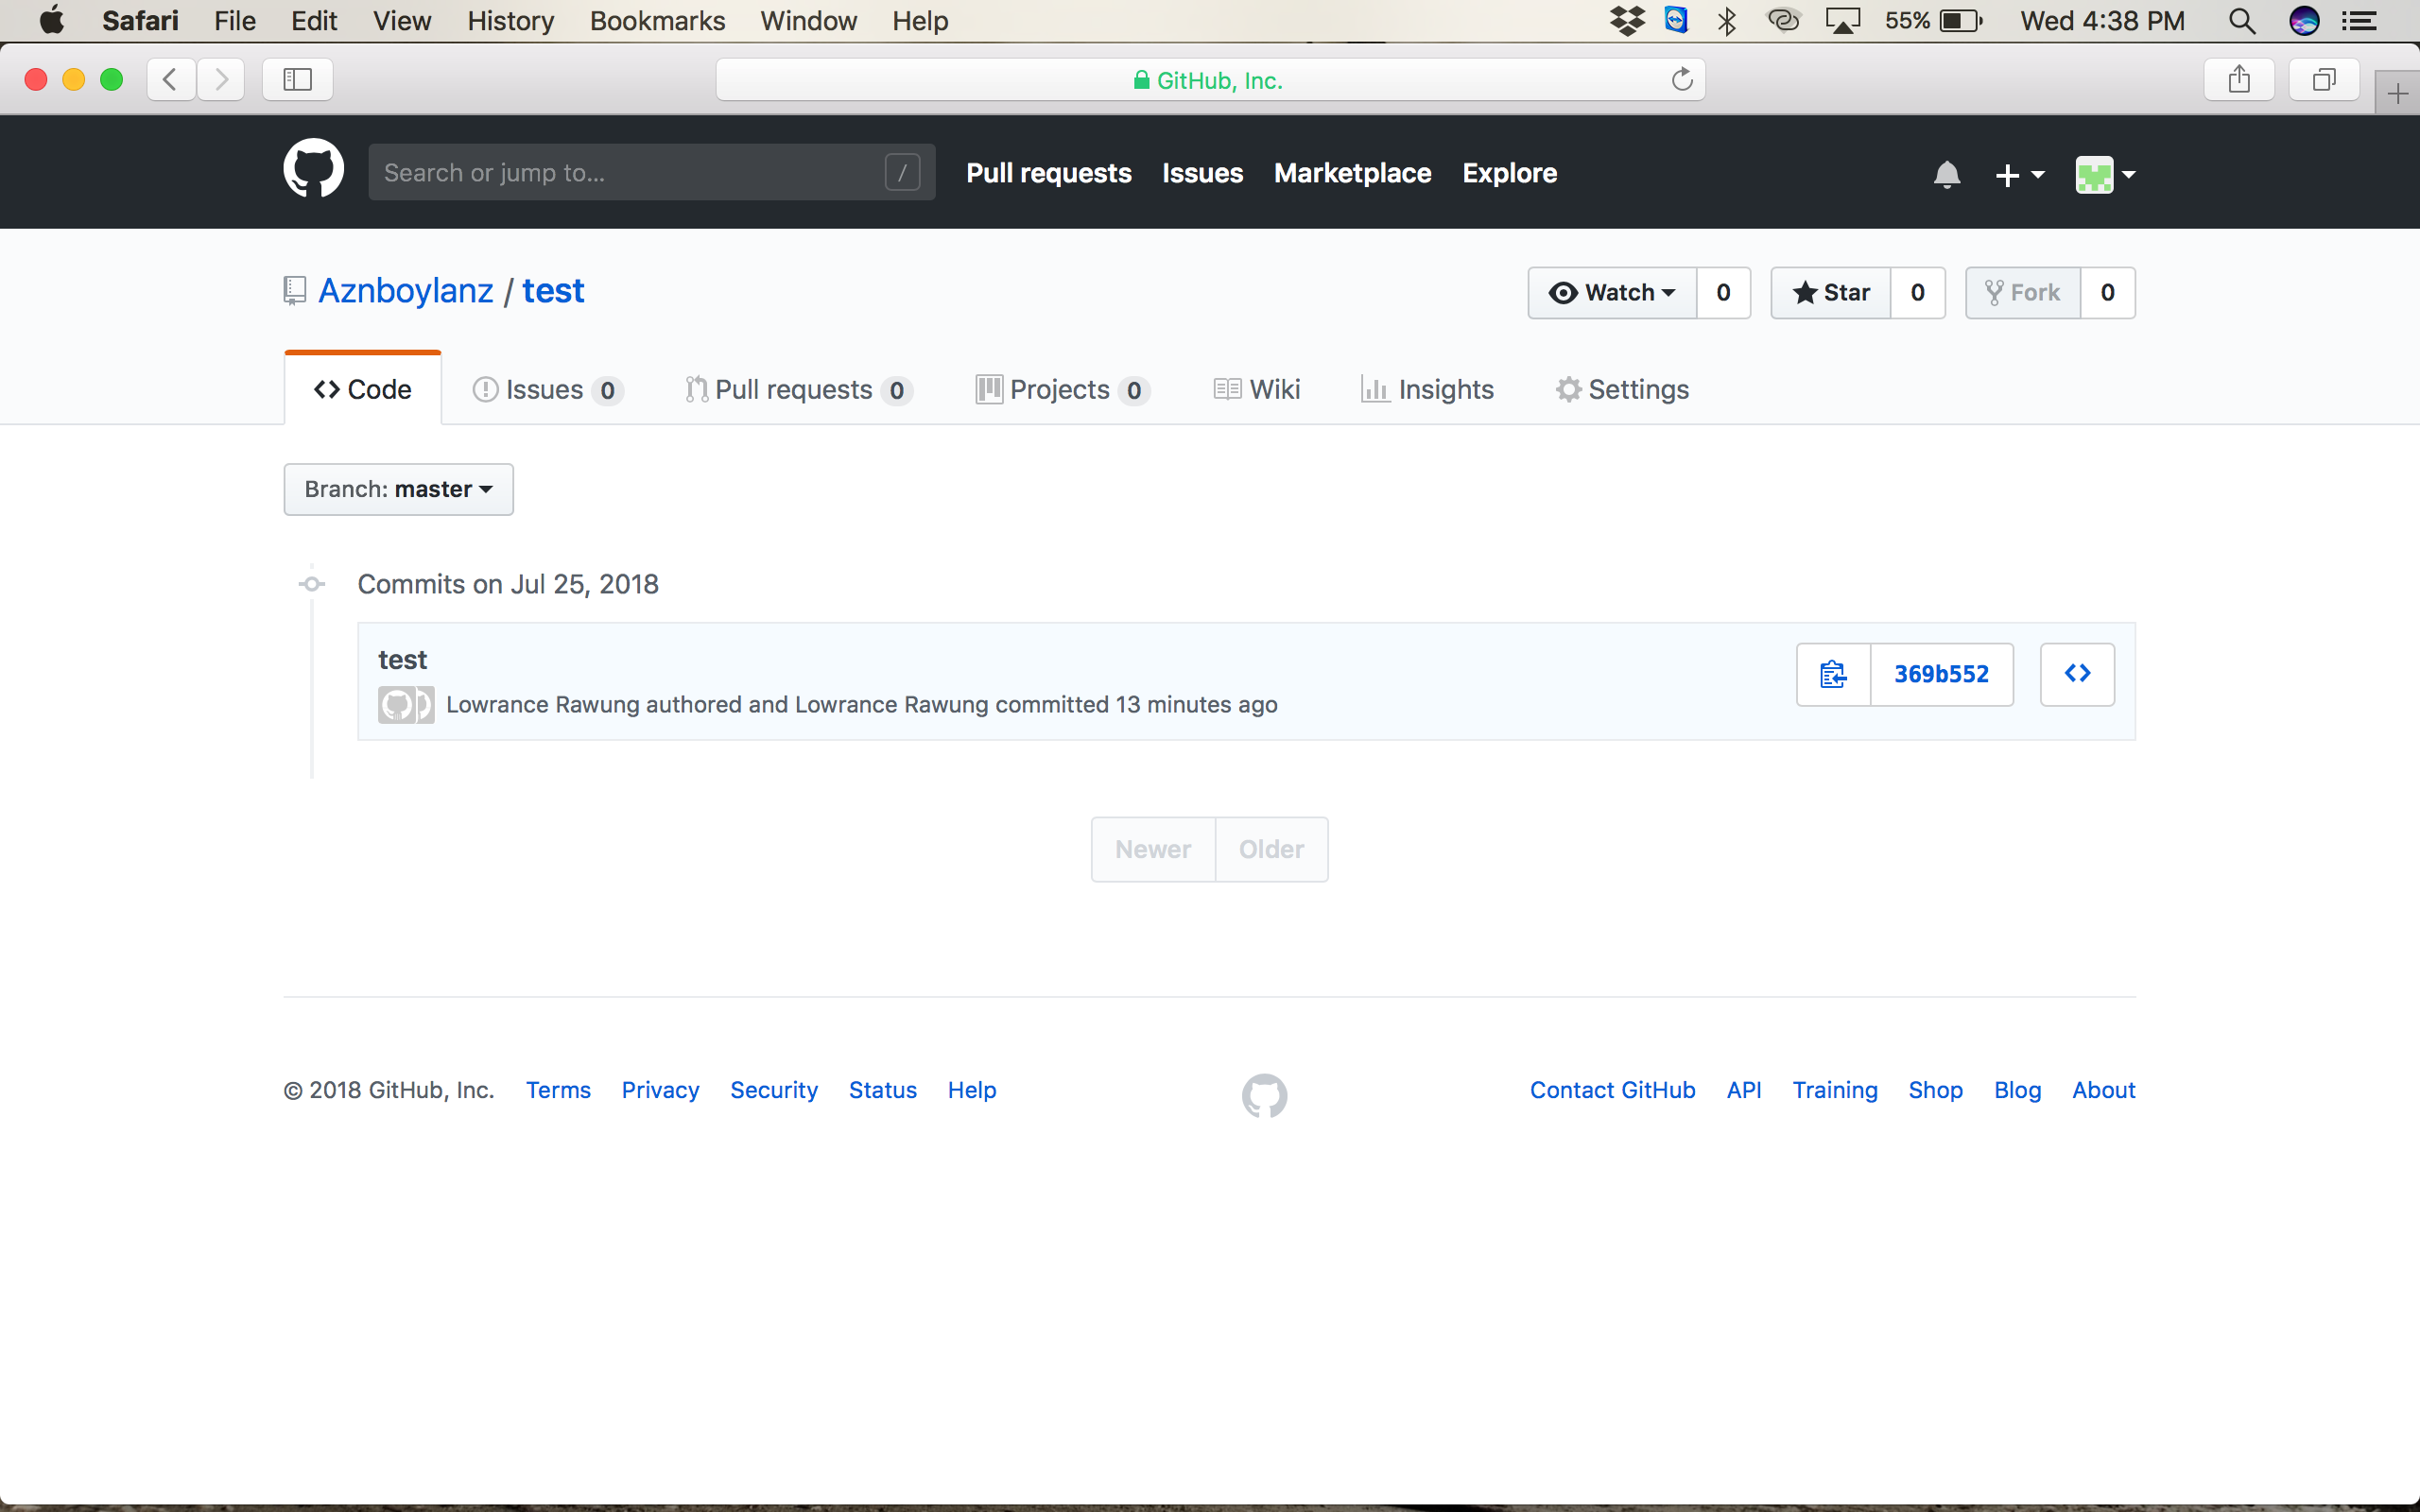 Safari File Edit View History Bookmarks Window Help 55% Wed 4:38 PM
GitHub, Inc.
Search or jump to... / Pull requests Issues Marketplace Explore
Aznboylanz / test Watch 0 Star 0 Fork 0
Code Issues 0 Pull requests 0 Projects 0 Wiki Insights Settings
Branch: master
Commits on Jul 25, 2018
test
369b552
Lowrance Rawung authored and Lowrance Rawung committed 13 minutes ago
Newer Older
© 2018 GitHub, Inc. Terms Privacy Security Status Help Contact GitHub API Training Shop Blog About